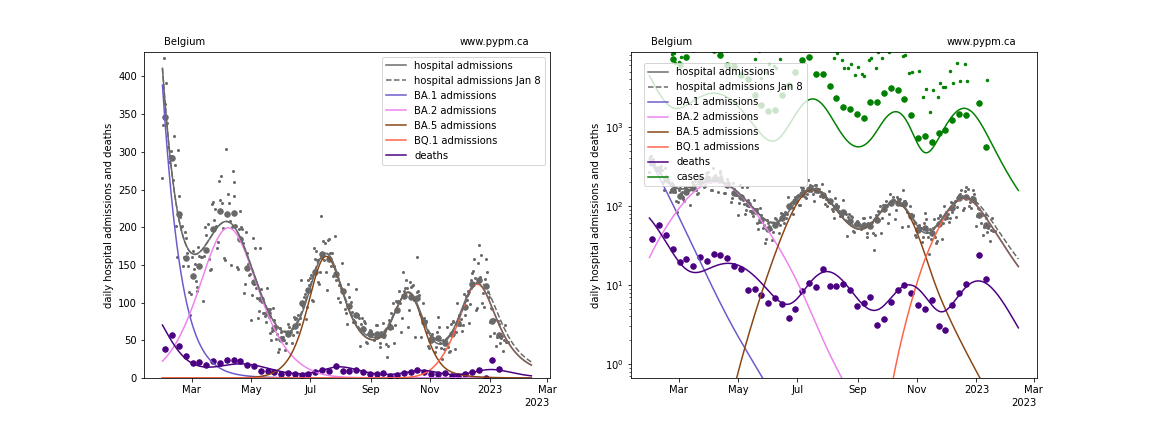 Belgium www.pypm.ca
daily hospital admissions and deaths
400
350
300
250
200
150
100
50
0
hospital admissions
hospital admissions Jan 8
BA.1 admissions
BA.2 admissions
BA.5 admissions
BQ.1 admissions
deaths
Mar May Jul Sep Nov 2023 Mar
2023
Belgium www.pypm.ca
daily hospital admissions and deaths
10³
10²
10¹
10⁰
hospital admissions
hospital admissions Jan 8
BA.1 admissions
BA.2 admissions
BA.5 admissions
BQ.1 admissions
deaths
cases
Mar May Jul Sep Nov 2023 Mar
2023